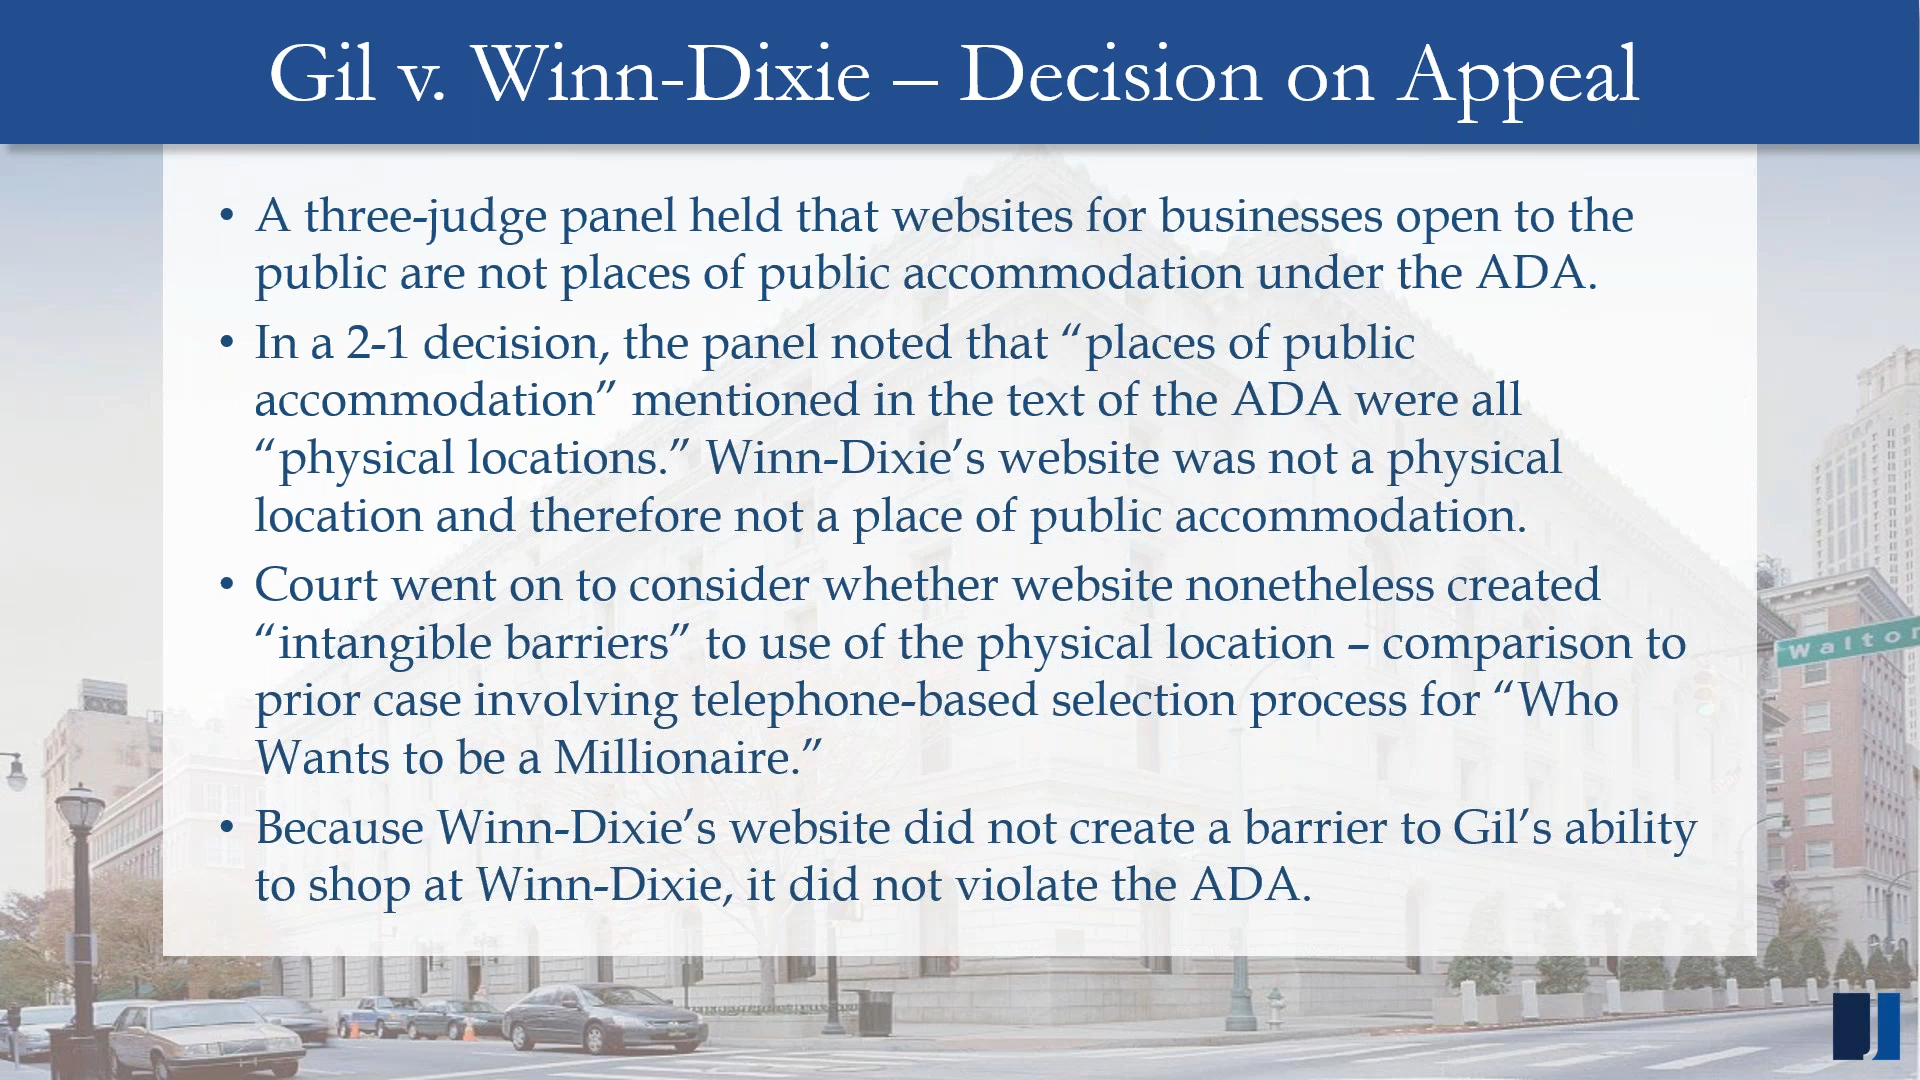 Gil v. Winn-Dixie – Decision on Appeal
• A three-judge panel held that websites for businesses open to the
public are not places of public accommodation under the ADA.
• In a 2-1 decision, the panel noted that “places of public
accommodation” mentioned in the text of the ADA were all
“physical locations.” Winn-Dixie’s website was not a physical
location and therefore not a place of public accommodation.
• Court went on to consider whether website nonetheless created
“intangible barriers” to use of the physical location – comparison to
prior case involving telephone-based selection process for “Who
Wants to be a Millionaire.”
• Because Winn-Dixie’s website did not create a barrier to Gil’s ability
to shop at Winn-Dixie, it did not violate the ADA.
Walton